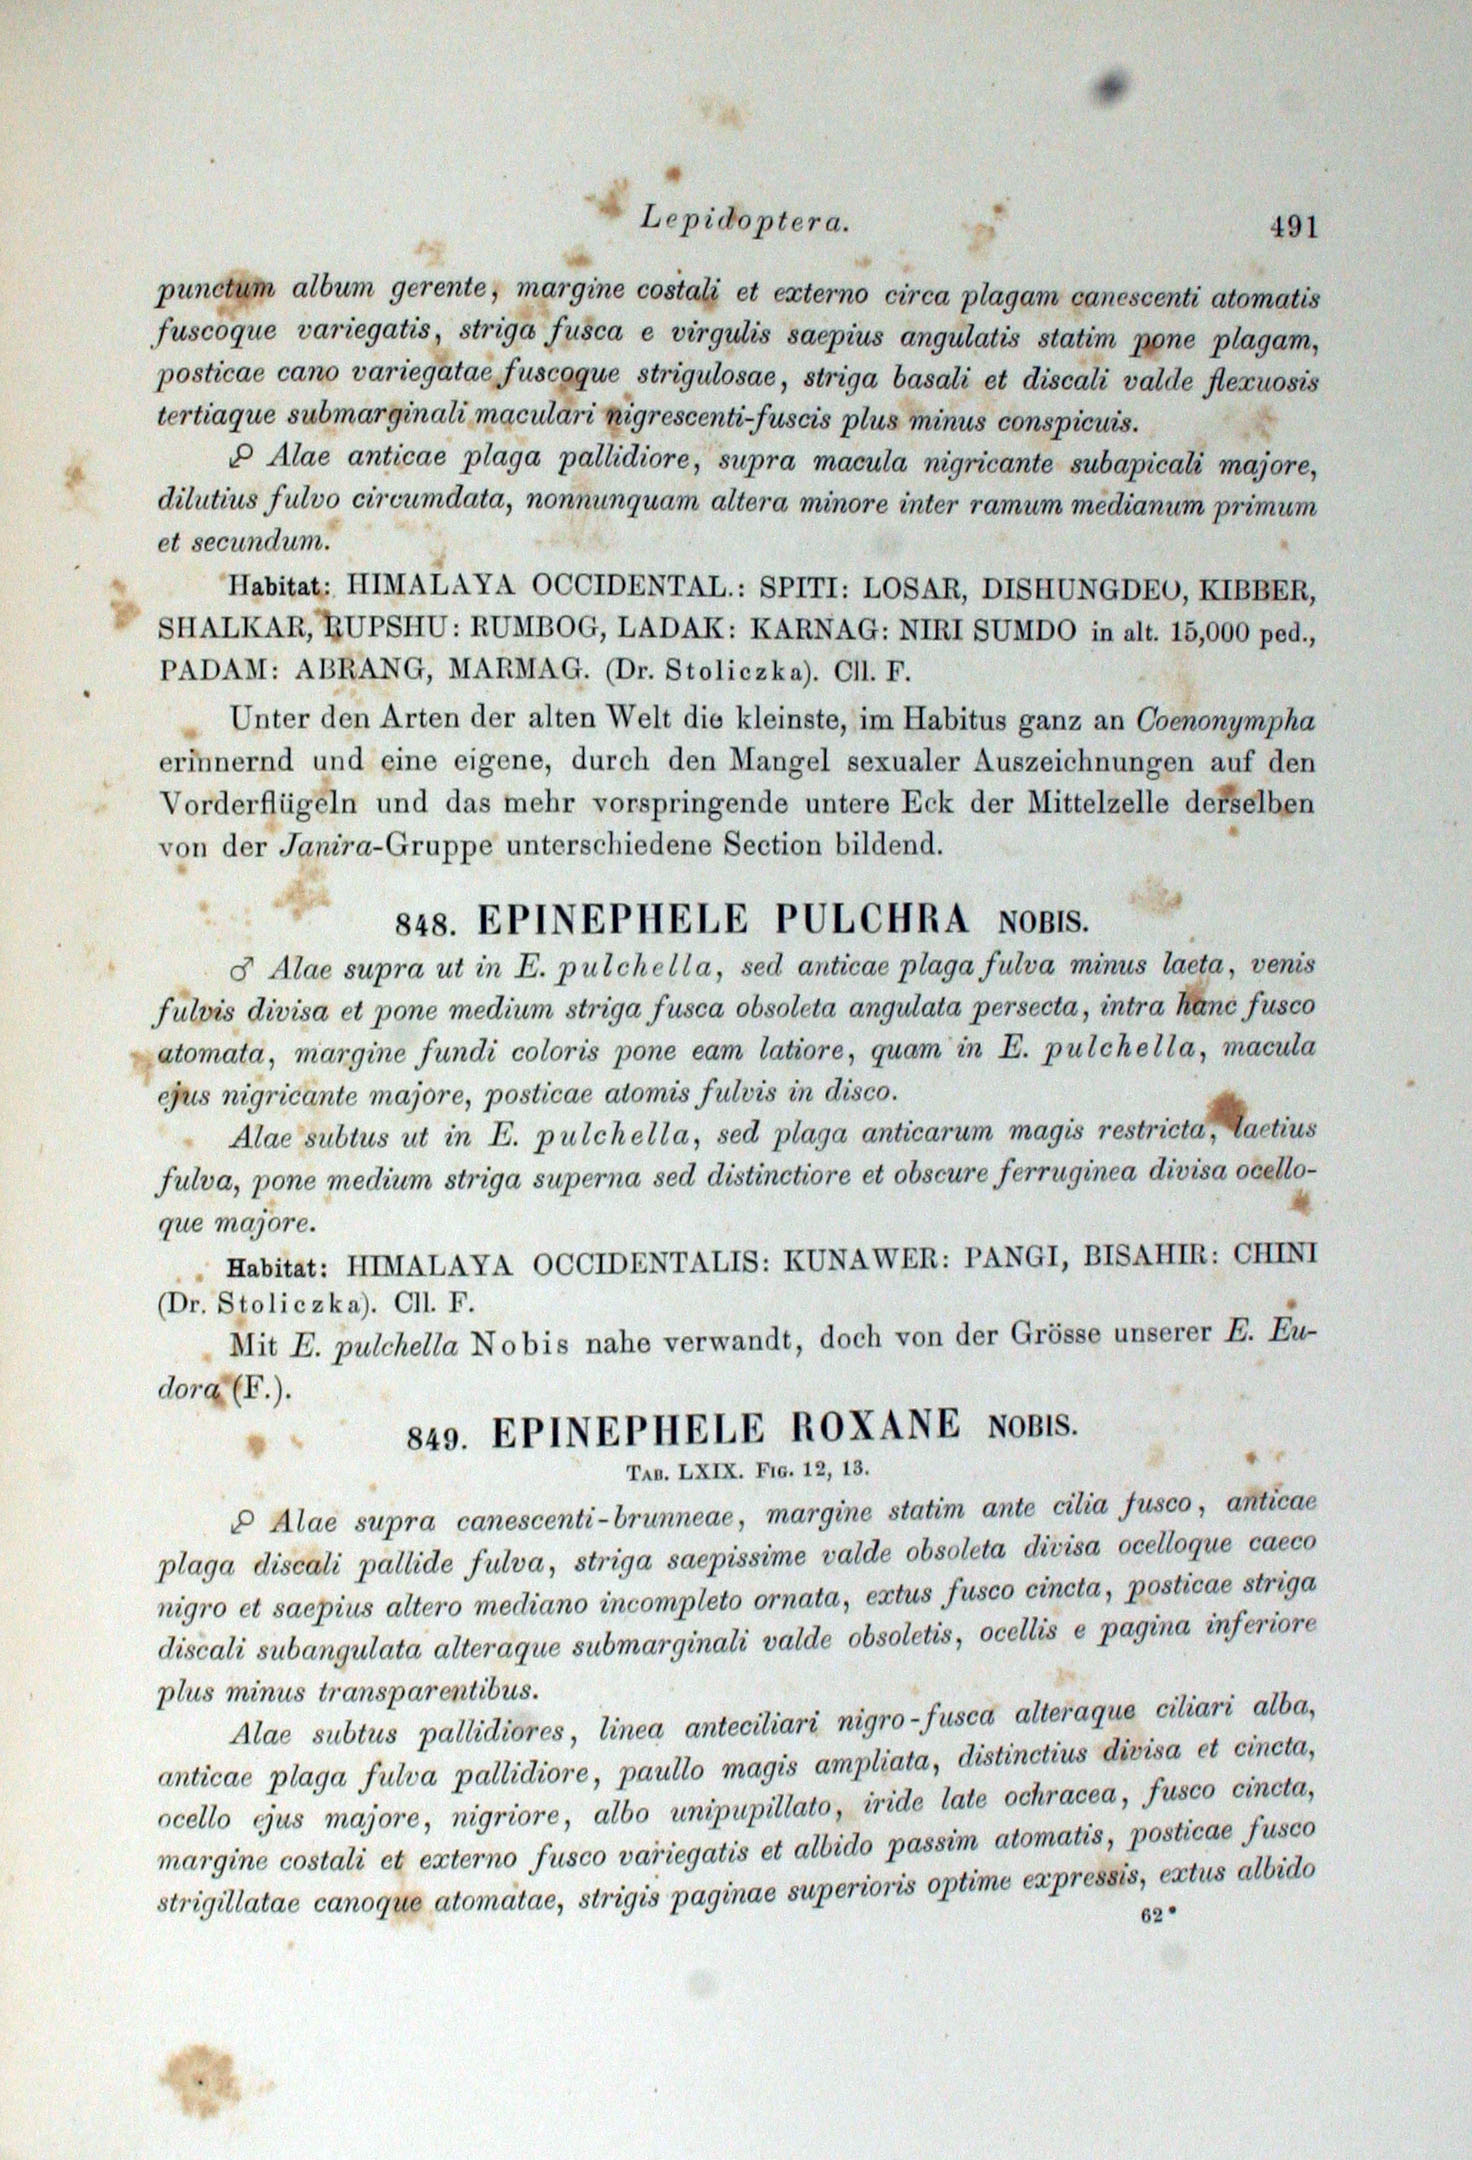 Lepidoptera. 491
punctum album gerente, margine costali et externo circa plagam canescenti atomatis
fuscoque variegatis, striga fusca e virgulis saepius angulatis statim pone plagam,
posticae cano variegatae fuscoque strigulosae, striga basali et discali valde flexuosis
tertiaque submarginali maculari nigrescenti-fuscis plus minus conspicuis.
♀ Alae anticae plaga pallidiore, supra macula nigricante subapicali majore,
dilutius fulvo circumdata, nonnunquam altera minore inter ramum medianum primum
et secundum.
Habitat: HIMALAYA OCCIDENTAL.: SPITI: LOSAR, DISHUNGDEO, KIBBER,
SHALKAR, RUPSHU: RUMBOG, LADAK: KARNAG: NIRI SUMDO in alt. 15,000 ped.,
PADAM: ABRANG, MARMAG. (Dr. Stoliczka). Cll. F.
Unter den Arten der alten Welt die kleinste, im Habitus ganz an Coenonympha
erinnernd und eine eigene, durch den Mangel sexualer Auszeichnungen auf den
Vorderflügeln und das mehr vorspringende untere Eck der Mittelzelle derselben
von der Janira-Gruppe unterschiedene Section bildend.
848. EPINEPHELE PULCHRA NOBIS.
♂ Alae supra ut in E. pulchella, sed anticae plaga fulva minus laeta, venis
fulvis divisa et pone medium striga fusca obsoleta angulata persecta, intra hanc fusco
atomata, margine fundi coloris pone eam latiore, quam in E. pulchella, macula
ejus nigricante majore, posticae atomis fulvis in disco.
Alae subtus ut in E. pulchella, sed plaga anticarum magis restricta, laetius
fulva, pone medium striga superna sed distinctiore et obscure ferruginea divisa ocello-
que majore.
Habitat: HIMALAYA OCCIDENTALIS: KUNAWER: PANGI, BISAHIR: CHINI
(Dr. Stoliczka). Cll. F.
Mit E. pulchella Nobis nahe verwandt, doch von der Grösse unserer E. Eu-
dora (F.).
849. EPINEPHELE ROXANE NOBIS.
TAB. LXIX. FIG. 12, 13.
♀ Alae supra canescenti-brunneae, margine statim ante cilia fusco, anticae
plaga discali pallide fulva, striga saepissime valde obsoleta divisa ocelloque caeco
nigro et saepius altero mediano incompleto ornata, extus fusco cincta, posticae striga
discali subangulata alteraque submarginali valde obsoletis, ocellis e pagina inferiore
plus minus transparentibus.
Alae subtus pallidiores, linea anteciliari nigro-fusca alteraque ciliari alba,
anticae plaga fulva pallidiore, paullo magis ampliata, distinctius divisa et cincta,
ocello ejus majore, nigriore, albo unipupillato, iride late ochracea, fusco cincta,
margine costali et externo fusco variegatis et albido passim atomatis, posticae fusco
strigillatae canoque atomatae, strigis paginae superioris optime expressis, extus albido
62*